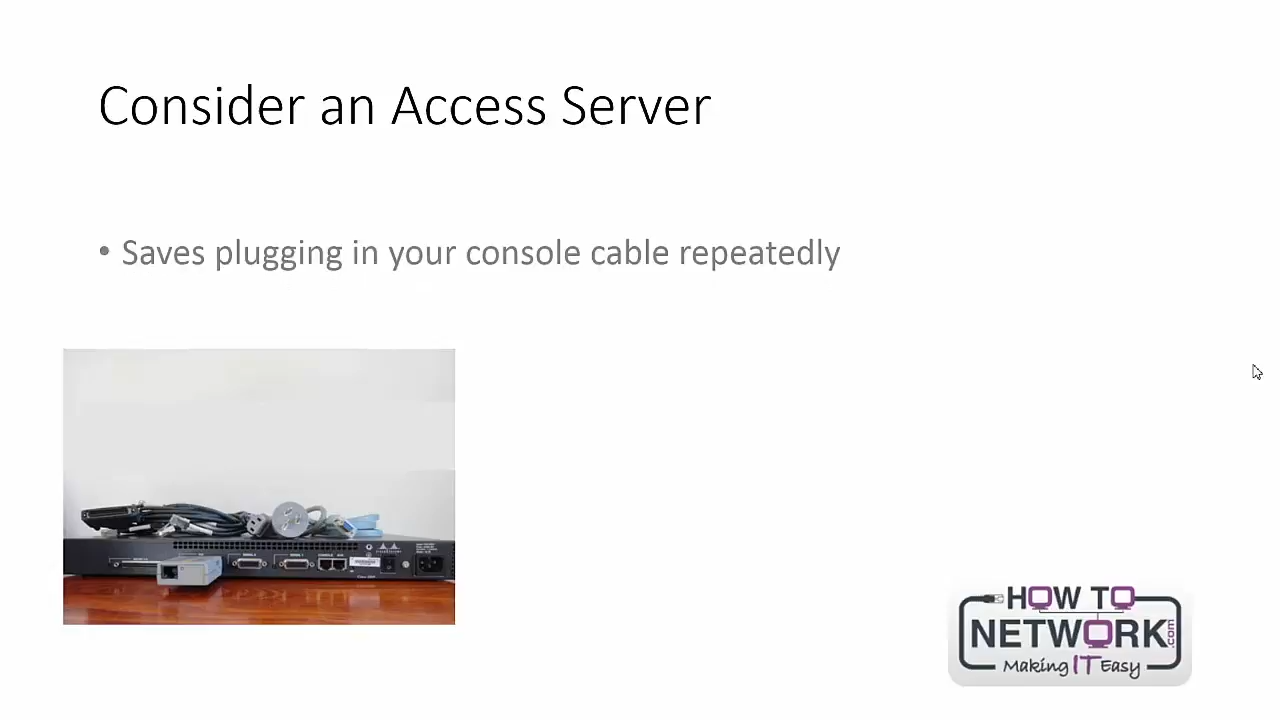 Consider an Access Server
• Saves plugging in your console cable repeatedly
HOW TO
NETWORK.com
Making IT Easy